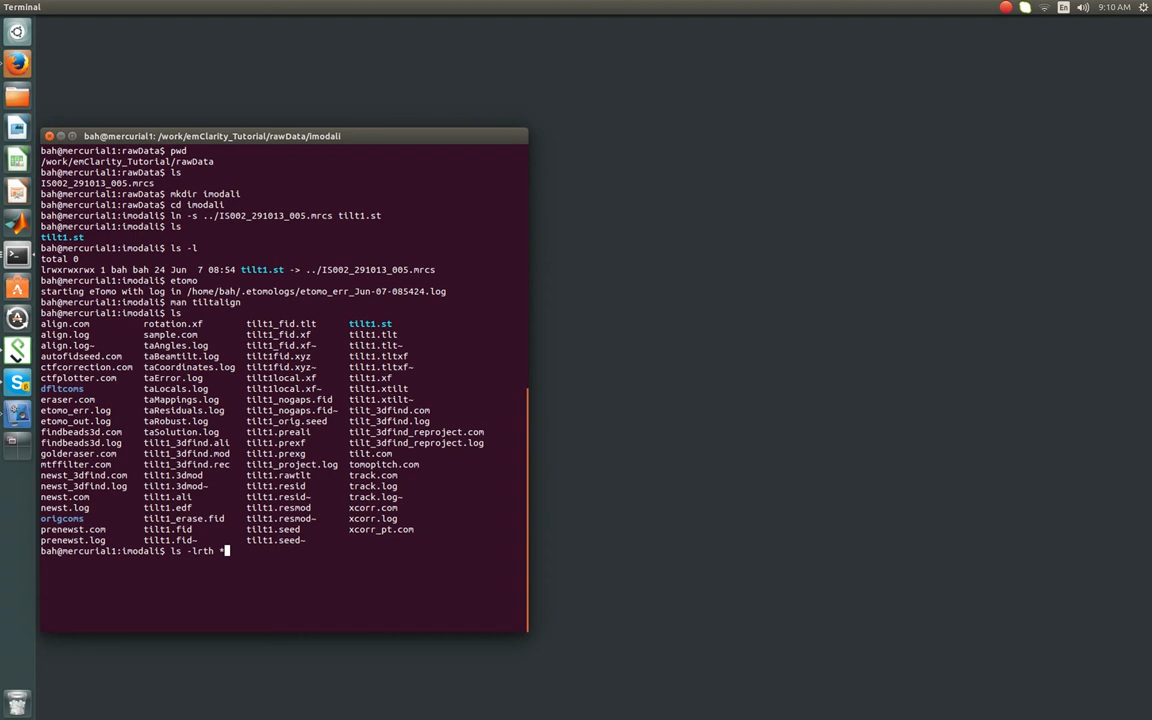 Terminal
En
9:10 AM
bah@mercurial1: /work/emClarity_Tutorial/rawData/imodali
bah@mercurial1:rawData$ pwd
/work/emClarity_Tutorial/rawData
bah@mercurial1:rawData$ ls
IS002_291013_005.mrcs
bah@mercurial1:rawData$ mkdir imodali
bah@mercurial1:rawData$ cd imodali
bah@mercurial1:imodali$ ln -s ../IS002_291013_005.mrcs tilt1.st
bah@mercurial1:imodali$ ls
tilt1.st
bah@mercurial1:imodali$ ls -l
total 0
lrwxrwxrwx 1 bah bah 24 Jun  7 08:54 tilt1.st -> ../IS002_291013_005.mrcs
bah@mercurial1:imodali$ etomo
starting eTomo with log in /home/bah/.etomologs/etomo_err_Jun-07-085424.log
bah@mercurial1:imodali$ man tiltalign
bah@mercurial1:imodali$ ls
align.com rotation.xf tilt1_fid.tlt tilt1.st
align.log sample.com tilt1_fid.xf tilt1.tlt
align.log~ taAngles.log tilt1_fid.xf~ tilt1.tlt~
autofidseed.com taBeamtilt.log tilt1fid.xyz tilt1.tltxf
ctfcorrection.com taCoordinates.log tilt1fid.xyz~ tilt1.tltxf~
ctfplotter.com taError.log tilt1local.xf tilt1.xf
dfltcoms taLocals.log tilt1local.xf~ tilt1.xtilt
eraser.com taMappings.log tilt1_nogaps.fid tilt1.xtilt~
etomo_err.log taResiduals.log tilt1_nogaps.fid~ tilt_3dfind.com
etomo_out.log taRobust.log tilt1_orig.seed tilt_3dfind.log
findbeads3d.com taSolution.log tilt1.preali tilt_3dfind_reproject.com
findbeads3d.log tilt1_3dfind.ali tilt1.prexf tilt_3dfind_reproject.log
golderaser.com tilt1_3dfind.mod tilt1.prexg tilt.com
mtffilter.com tilt1_3dfind.rec tilt1_project.log tomopitch.com
newst_3dfind.com tilt1.3dmod tilt1.rawtlt track.com
newst_3dfind.log tilt1.3dmod~ tilt1.resid track.log
newst.com tilt1.ali tilt1.resid~ track.log~
newst.log tilt1.edf tilt1.resmod xcorr.com
origcoms tilt1_erase.fid tilt1.resmod~ xcorr.log
prenewst.com tilt1.fid tilt1.seed xcorr_pt.com
prenewst.log tilt1.fid~ tilt1.seed~
bah@mercurial1:imodali$ ls -lrth *